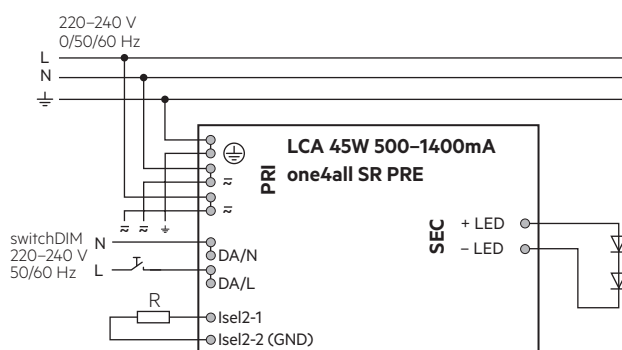 220–240 V
0/50/60 Hz
L
N
LCA 45W 500–1400mA
one4all SR PRE
PRI
SEC
+ LED
– LED
switchDIM
220–240 V
50/60 Hz
N
L
DA/N
DA/L
R
Isel2-1
Isel2-2 (GND)